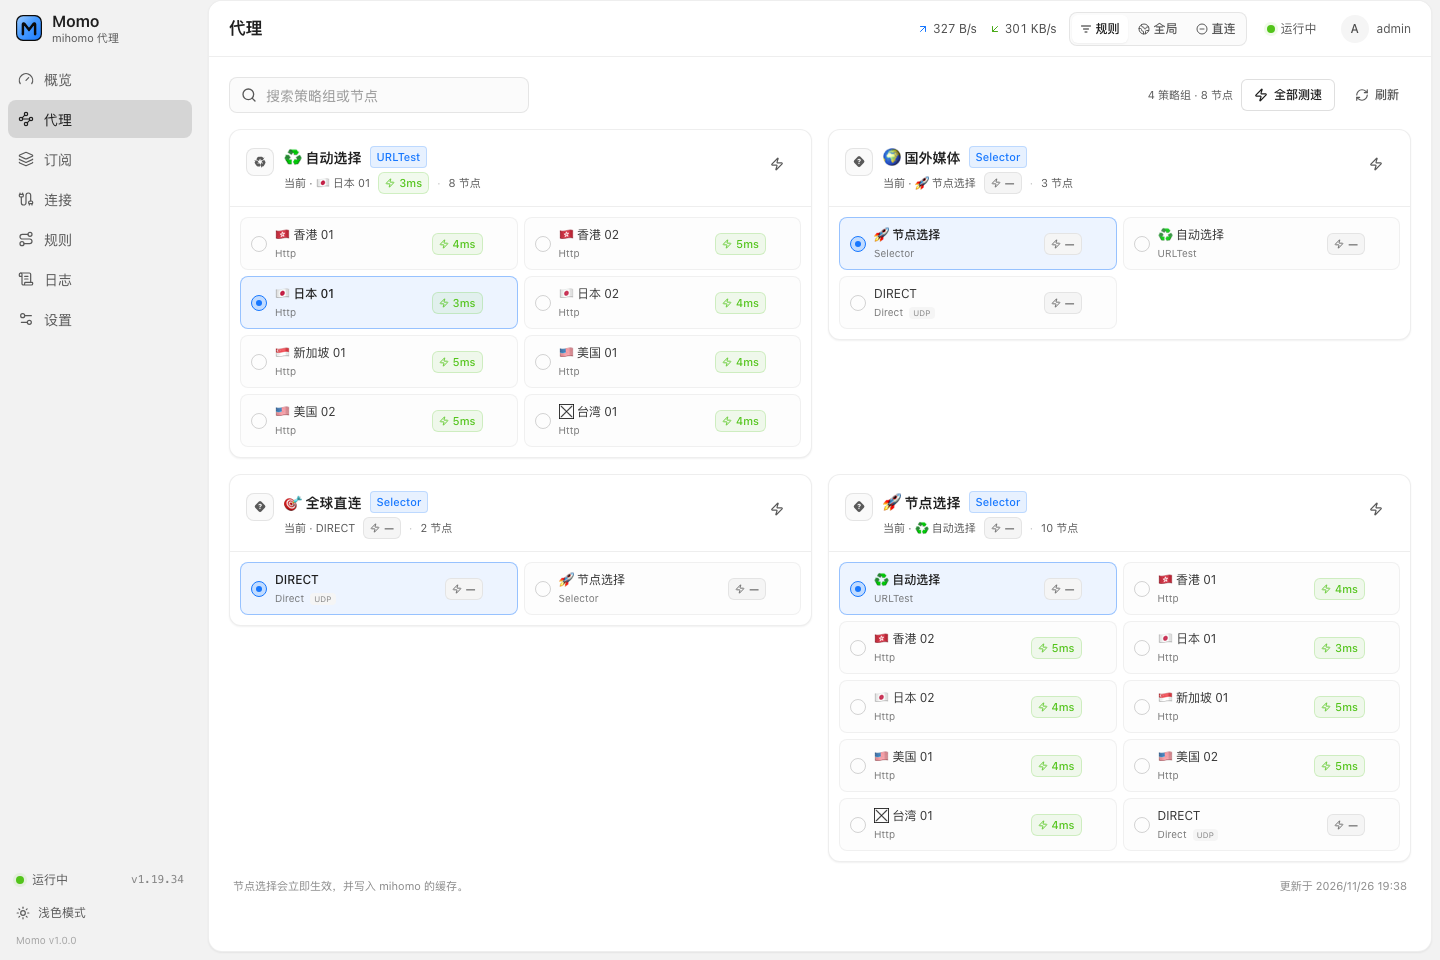 Momo
mihomo 代理
概览
代理
订阅
连接
规则
日志
设置
运行中 v1.19.34
浅色模式
Momo v1.0.0
代理
327 B/s 301 KB/s 规则 全局 直连 运行中 A admin
搜索策略组或节点
4 策略组 · 8 节点 全部测速 刷新
♻️ 自动选择 URLTest
当前 · 🇯🇵 日本 01 3ms · 8 节点
🇭🇰 香港 01
Http
4ms
🇭🇰 香港 02
Http
5ms
🇯🇵 日本 01
Http
3ms
🇯🇵 日本 02
Http
4ms
🇸🇬 新加坡 01
Http
5ms
🇺🇸 美国 01
Http
4ms
🇺🇸 美国 02
Http
5ms
台湾 01
Http
4ms
🌍 国外媒体 Selector
当前 · 🚀 节点选择 — · 3 节点
🚀 节点选择
Selector
—
♻️ 自动选择
URLTest
—
DIRECT
Direct UDP
—
🎯 全球直连 Selector
当前 · DIRECT — · 2 节点
DIRECT
Direct UDP
—
🚀 节点选择
Selector
—
🚀 节点选择 Selector
当前 · ♻️ 自动选择 — · 10 节点
♻️ 自动选择
URLTest
—
🇭🇰 香港 01
Http
4ms
🇭🇰 香港 02
Http
5ms
🇯🇵 日本 01
Http
3ms
🇯🇵 日本 02
Http
4ms
🇸🇬 新加坡 01
Http
5ms
🇺🇸 美国 01
Http
4ms
🇺🇸 美国 02
Http
5ms
台湾 01
Http
4ms
DIRECT
Direct UDP
—
节点选择会立即生效，并写入 mihomo 的缓存。
更新于 2026/11/26 19:38